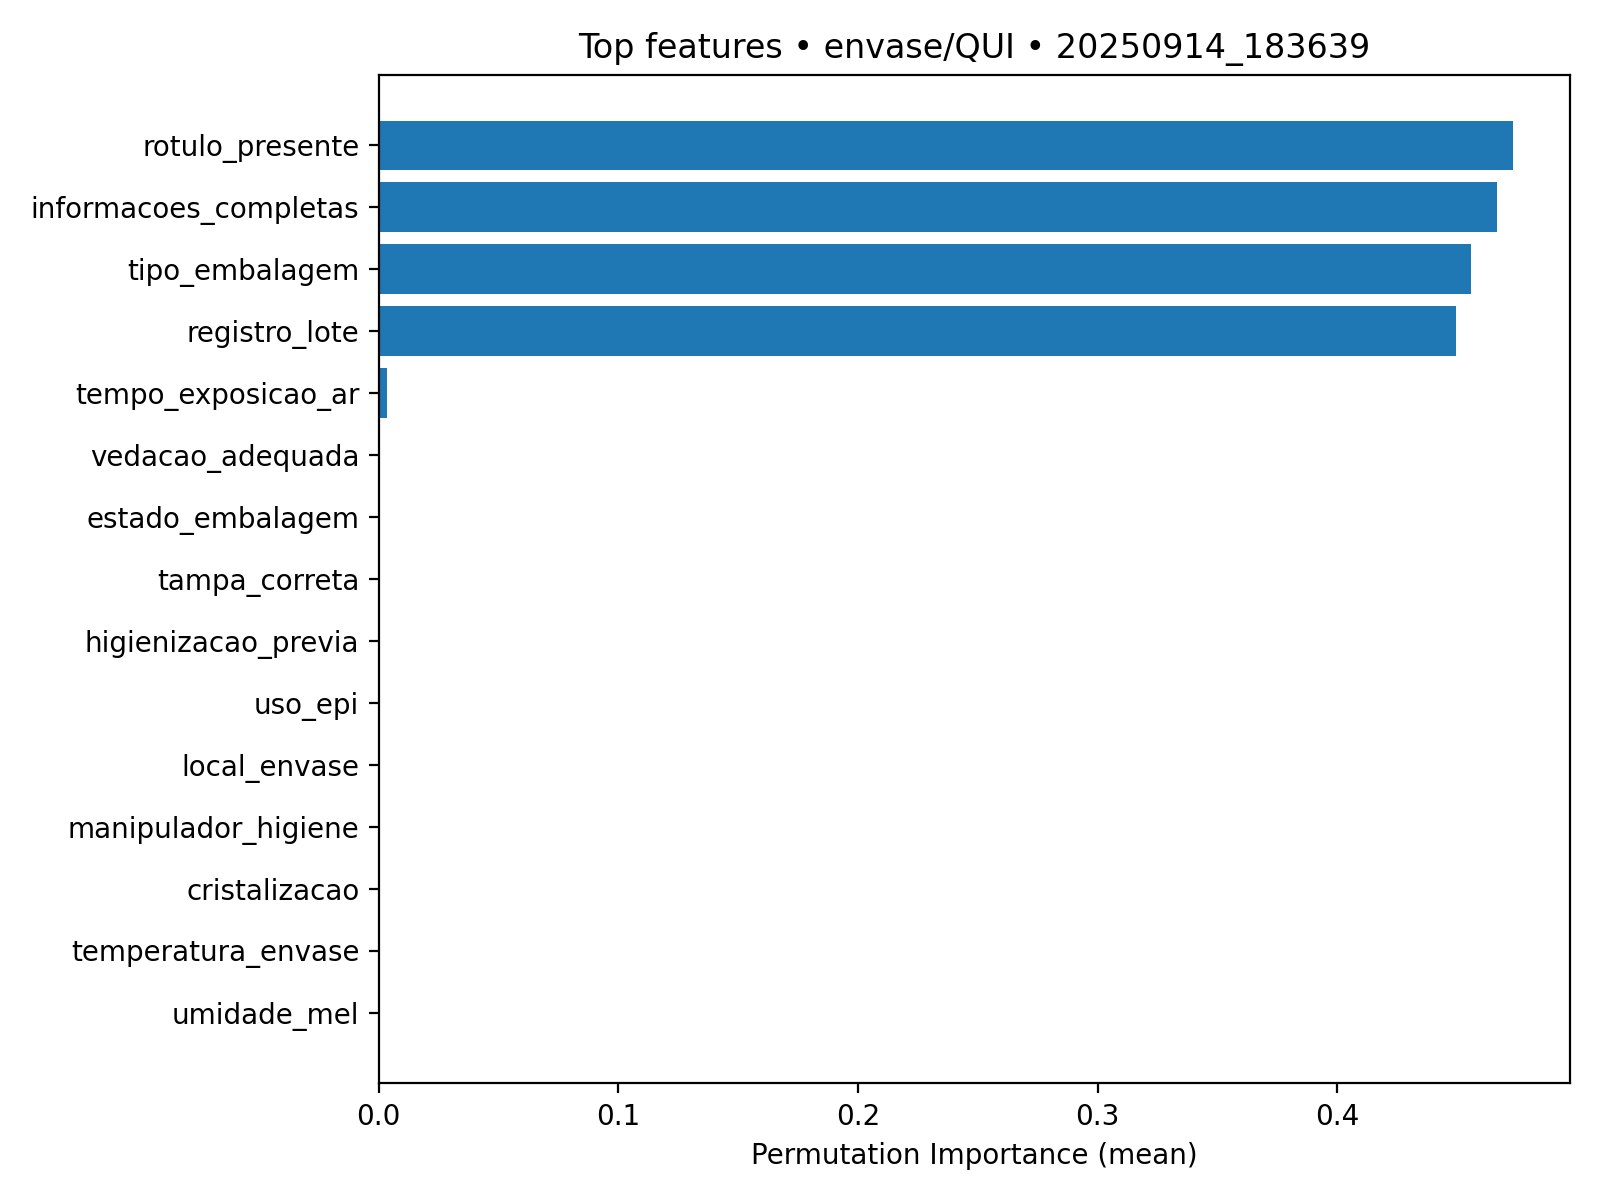 Top features • envase/QUI • 20250914_183639
rotulo_presente
informacoes_completas
tipo_embalagem
registro_lote
tempo_exposicao_ar
vedacao_adequada
estado_embalagem
tampa_correta
higienizacao_previa
uso_epi
local_envase
manipulador_higiene
cristalizacao
temperatura_envase
umidade_mel
0.0 0.1 0.2 0.3 0.4
Permutation Importance (mean)